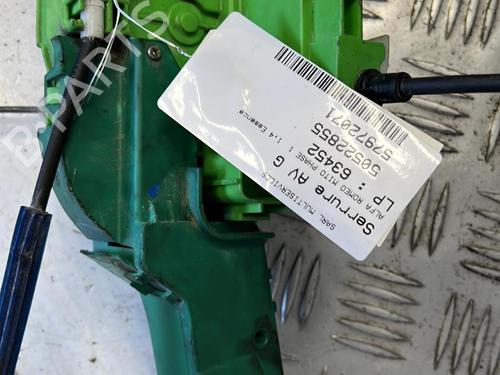 SARL MULTISERVICES
Serrure AV G
LP : 63452
ALFA ROMEO MITO PHASE 1 1.4 Essence
50522855
57972071
B-PARTS